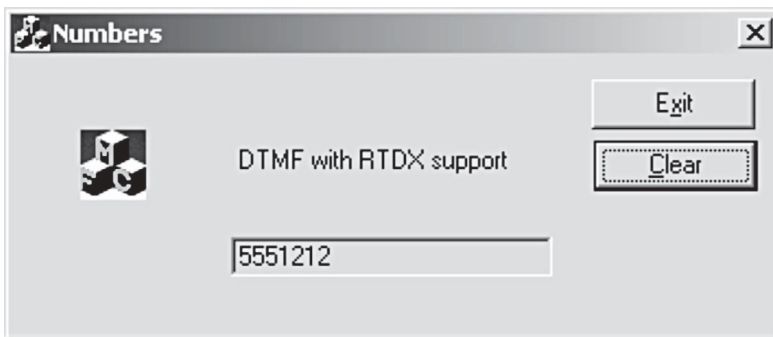 Numbers
Exit
DTMF with RTDX support
Clear
5551212
M
F C